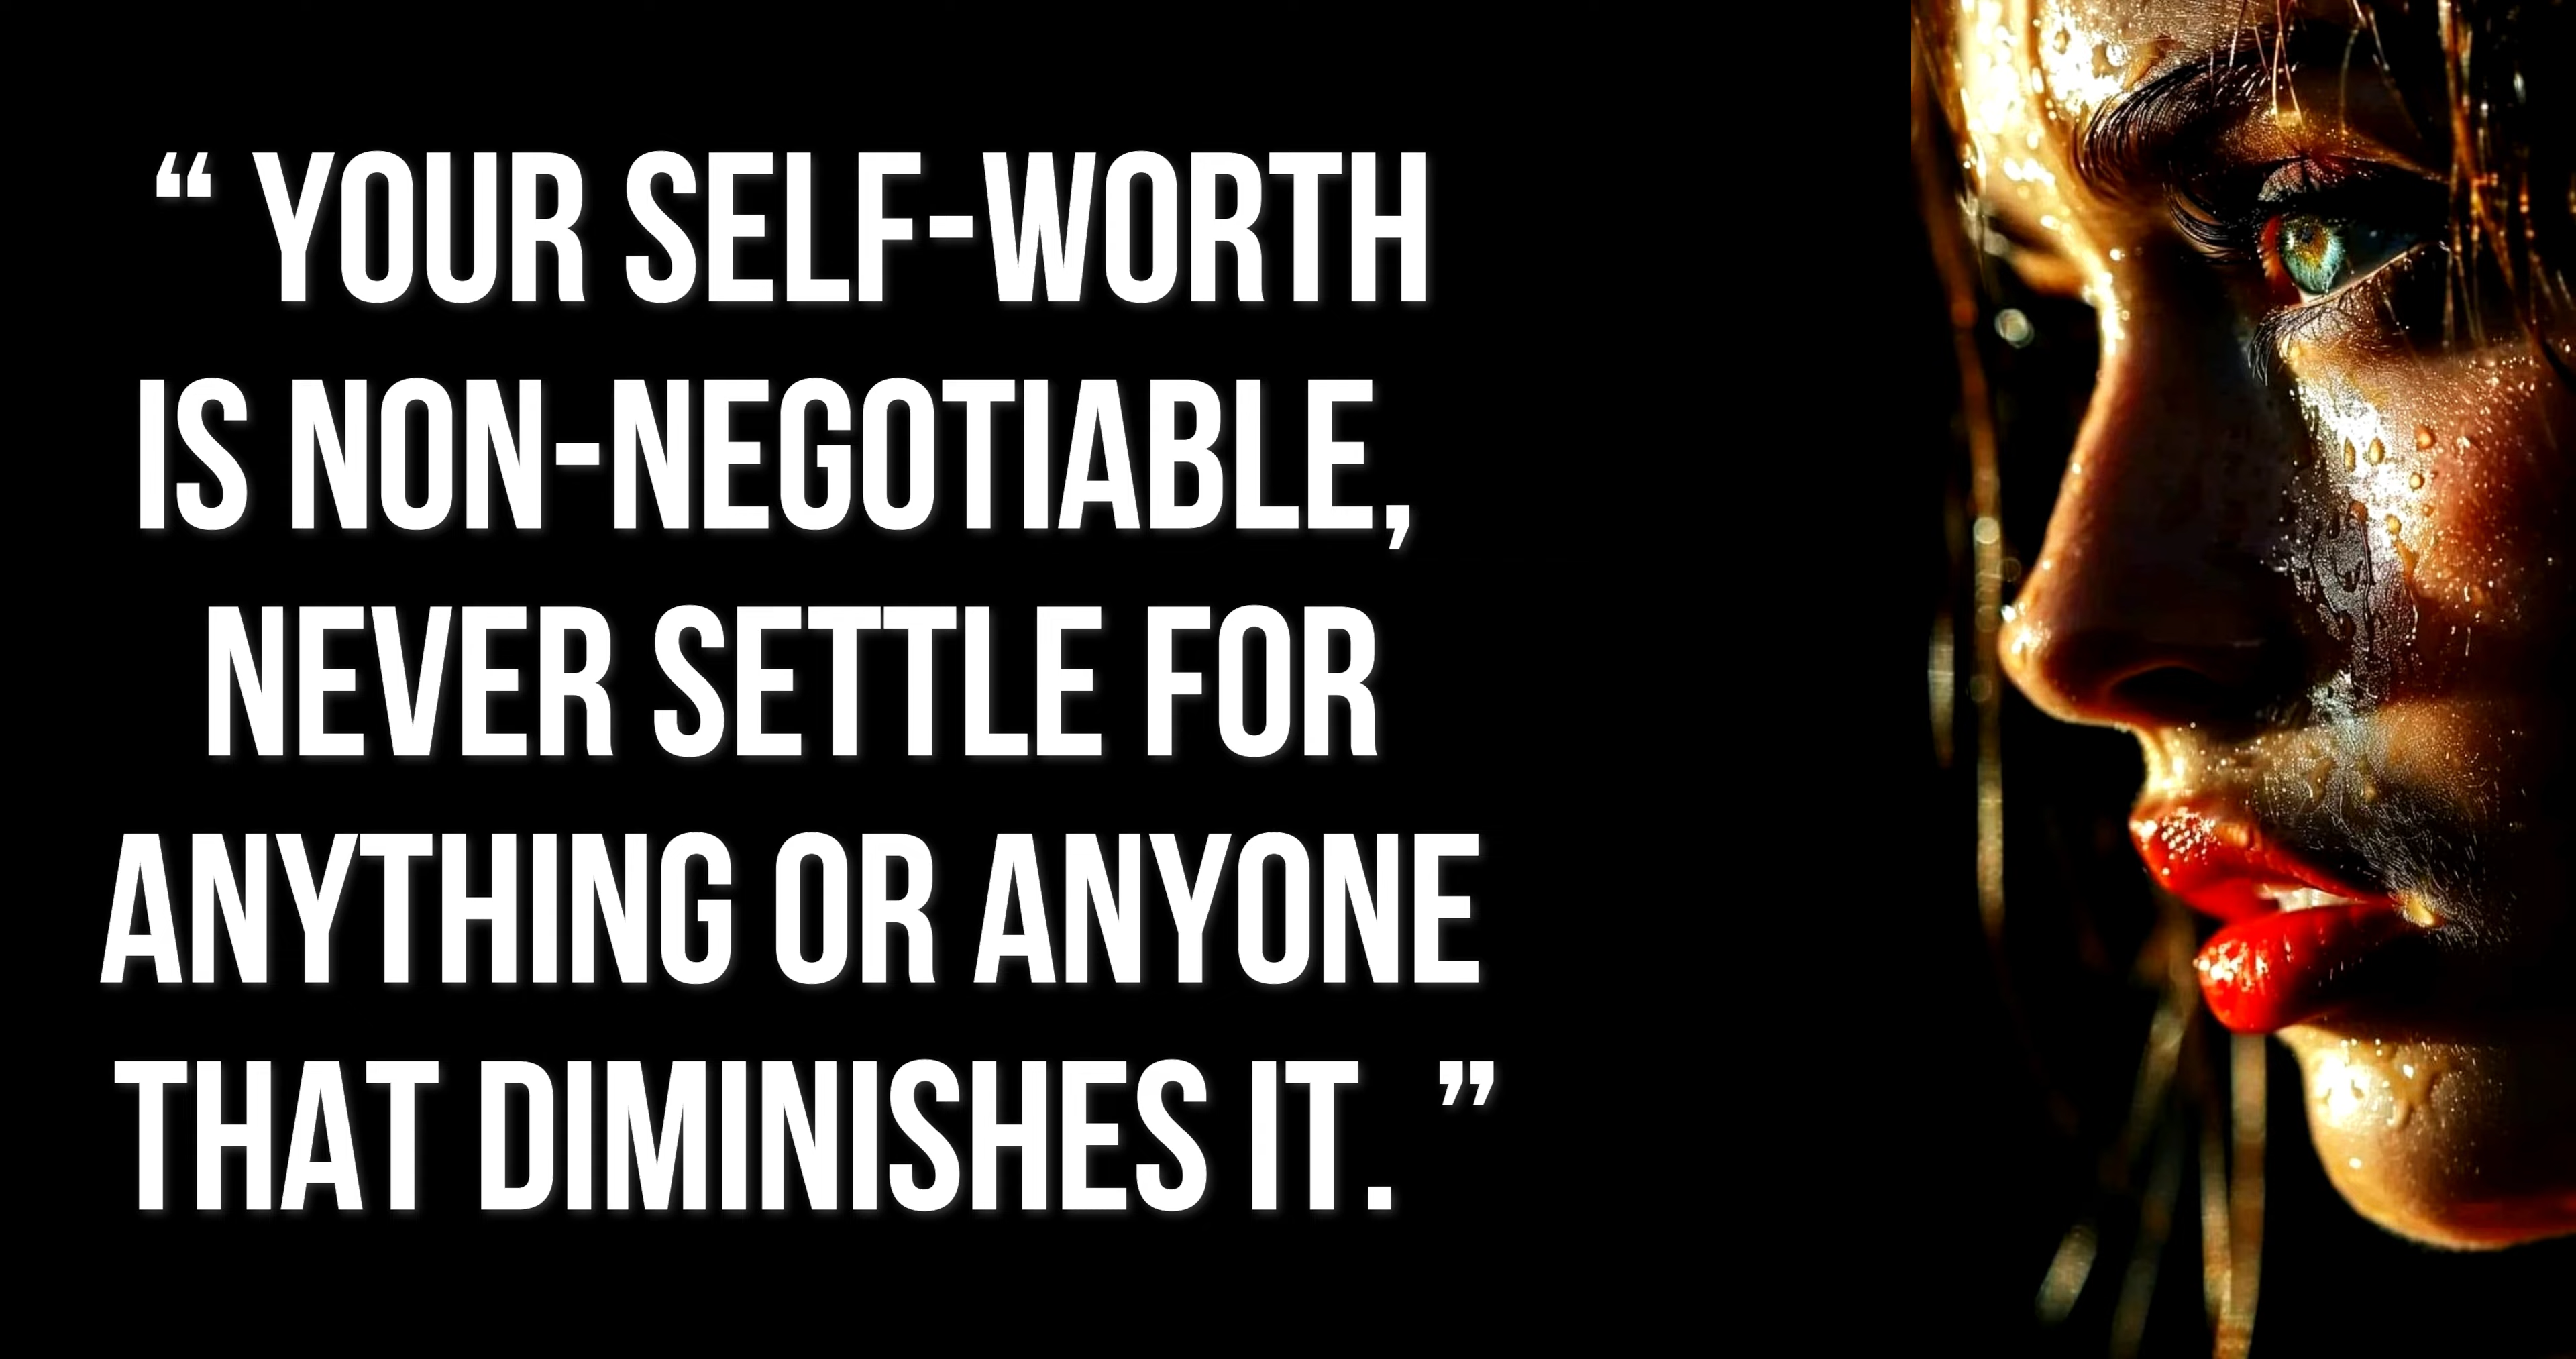 “ YOUR SELF-WORTH
IS NON-NEGOTIABLE,
NEVER SETTLE FOR
ANYTHING OR ANYONE
THAT DIMINISHES IT. ”